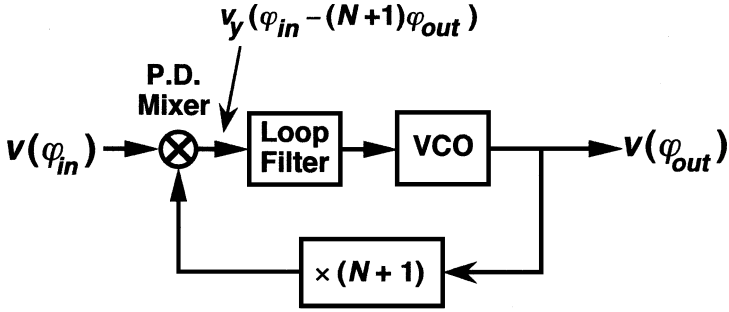 v_y(φ_in – (N+1)φ_out)
P.D.
Mixer
v(φ_in)
Loop
Filter
VCO
v(φ_out)
× (N + 1)